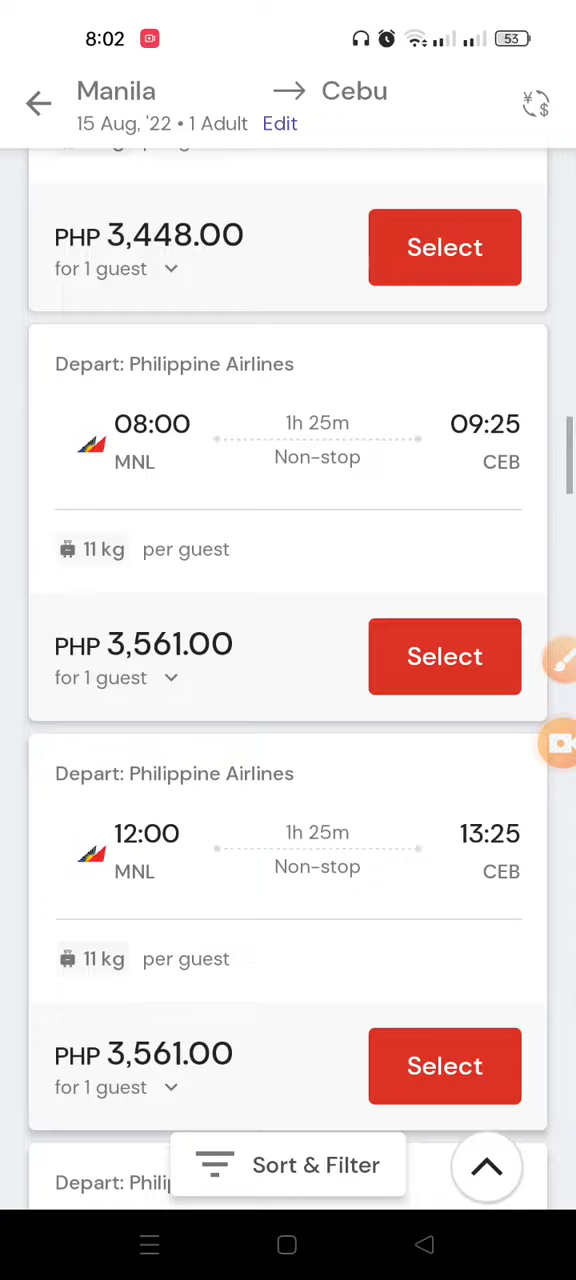 8:02
53
Manila → Cebu
15 Aug, '22 • 1 Adult Edit
PHP 3,448.00
for 1 guest
Select
Depart: Philippine Airlines
08:00 1h 25m 09:25
MNL Non-stop CEB
11 kg per guest
PHP 3,561.00
for 1 guest
Select
Depart: Philippine Airlines
12:00 1h 25m 13:25
MNL Non-stop CEB
11 kg per guest
PHP 3,561.00
for 1 guest
Select
Sort & Filter
Depart: